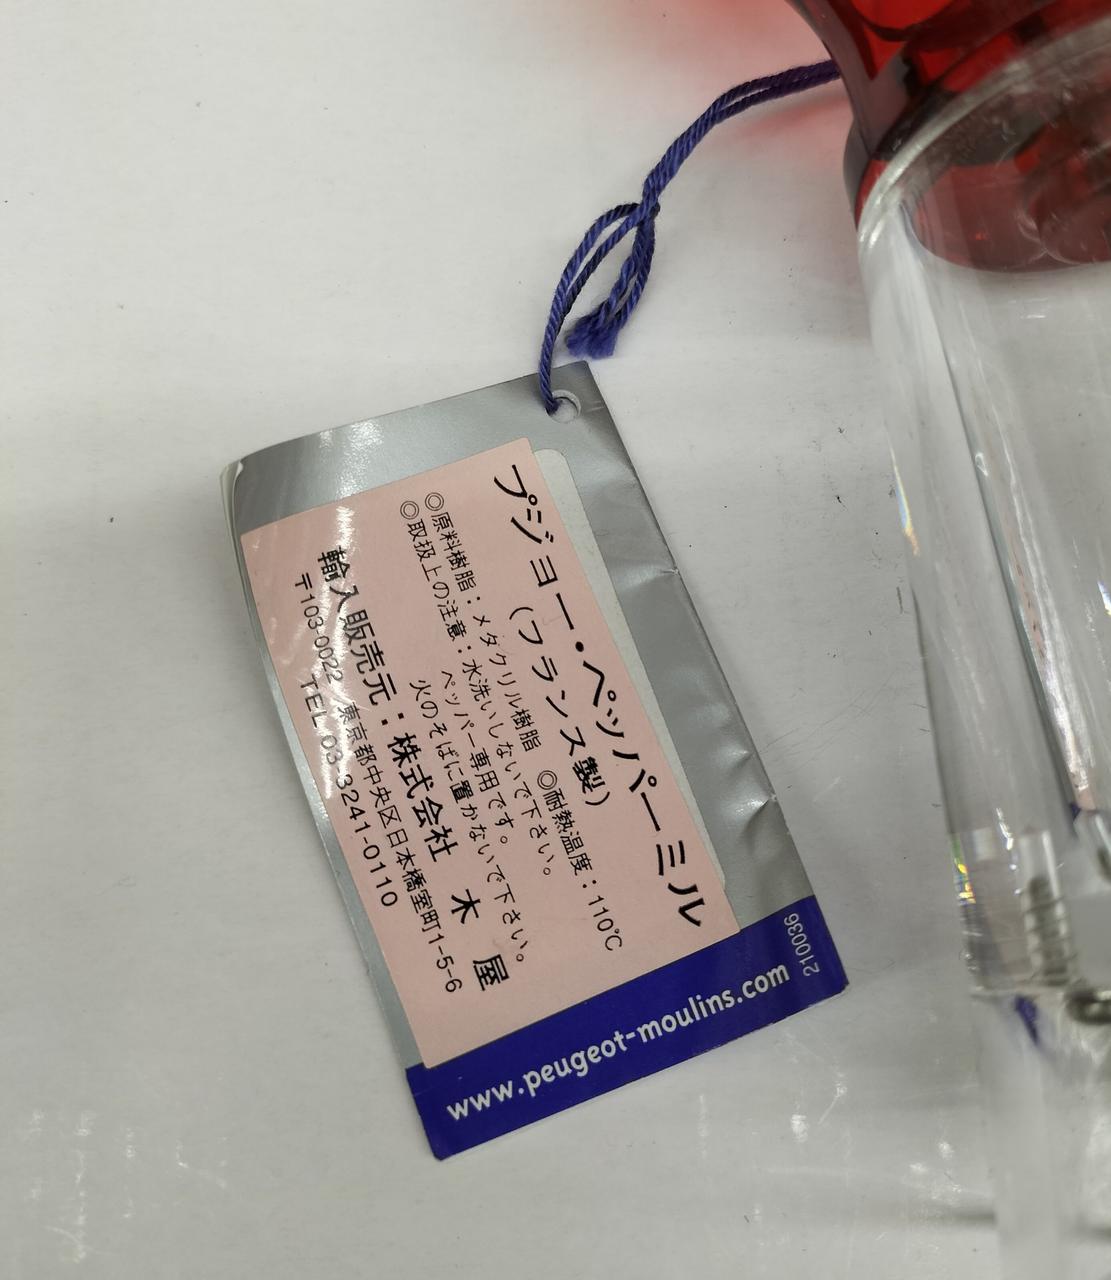 プジョー・ペッパーミル
（フランス製）
◎原料樹脂：メタクリル樹脂　◎耐熱温度：110℃
◎取扱上の注意：水洗いしないで下さい。
ペッパー専用です。
火のそばに置かないで下さい。
輸入販売元：株式会社　木　屋
〒103-0022　東京都中央区日本橋室町1-5-6
TEL 03-3241-0110
www.peugeot-moulins.com
210036